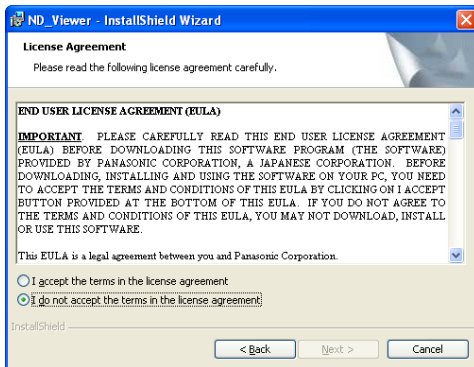 ND_Viewer - InstallShield Wizard
License Agreement
Please read the following license agreement carefully.
END USER LICENSE AGREEMENT (EULA)
IMPORTANT. PLEASE CAREFULLY READ THIS END USER LICENSE AGREEMENT
(EULA) BEFORE DOWNLOADING THIS SOFTWARE PROGRAM (THE SOFTWARE)
PROVIDED BY PANASONIC CORPORATION, A JAPANESE CORPORATION. BEFORE
DOWNLOADING, INSTALLING AND USING THE SOFTWARE ON YOUR PC, YOU NEED
TO ACCEPT THE TERMS AND CONDITIONS OF THIS EULA BY CLICKING ON I ACCEPT
BUTTON PROVIDED AT THE BOTTOM OF THIS EULA. IF YOU DO NOT AGREE TO
THE TERMS AND CONDITIONS OF THIS EULA, YOU MAY NOT DOWNLOAD, INSTALL
OR USE THIS SOFTWARE.
This EULA is a legal agreement between you and Panasonic Corporation.
I accept the terms in the license agreement
I do not accept the terms in the license agreement
InstallShield
< Back Next > Cancel